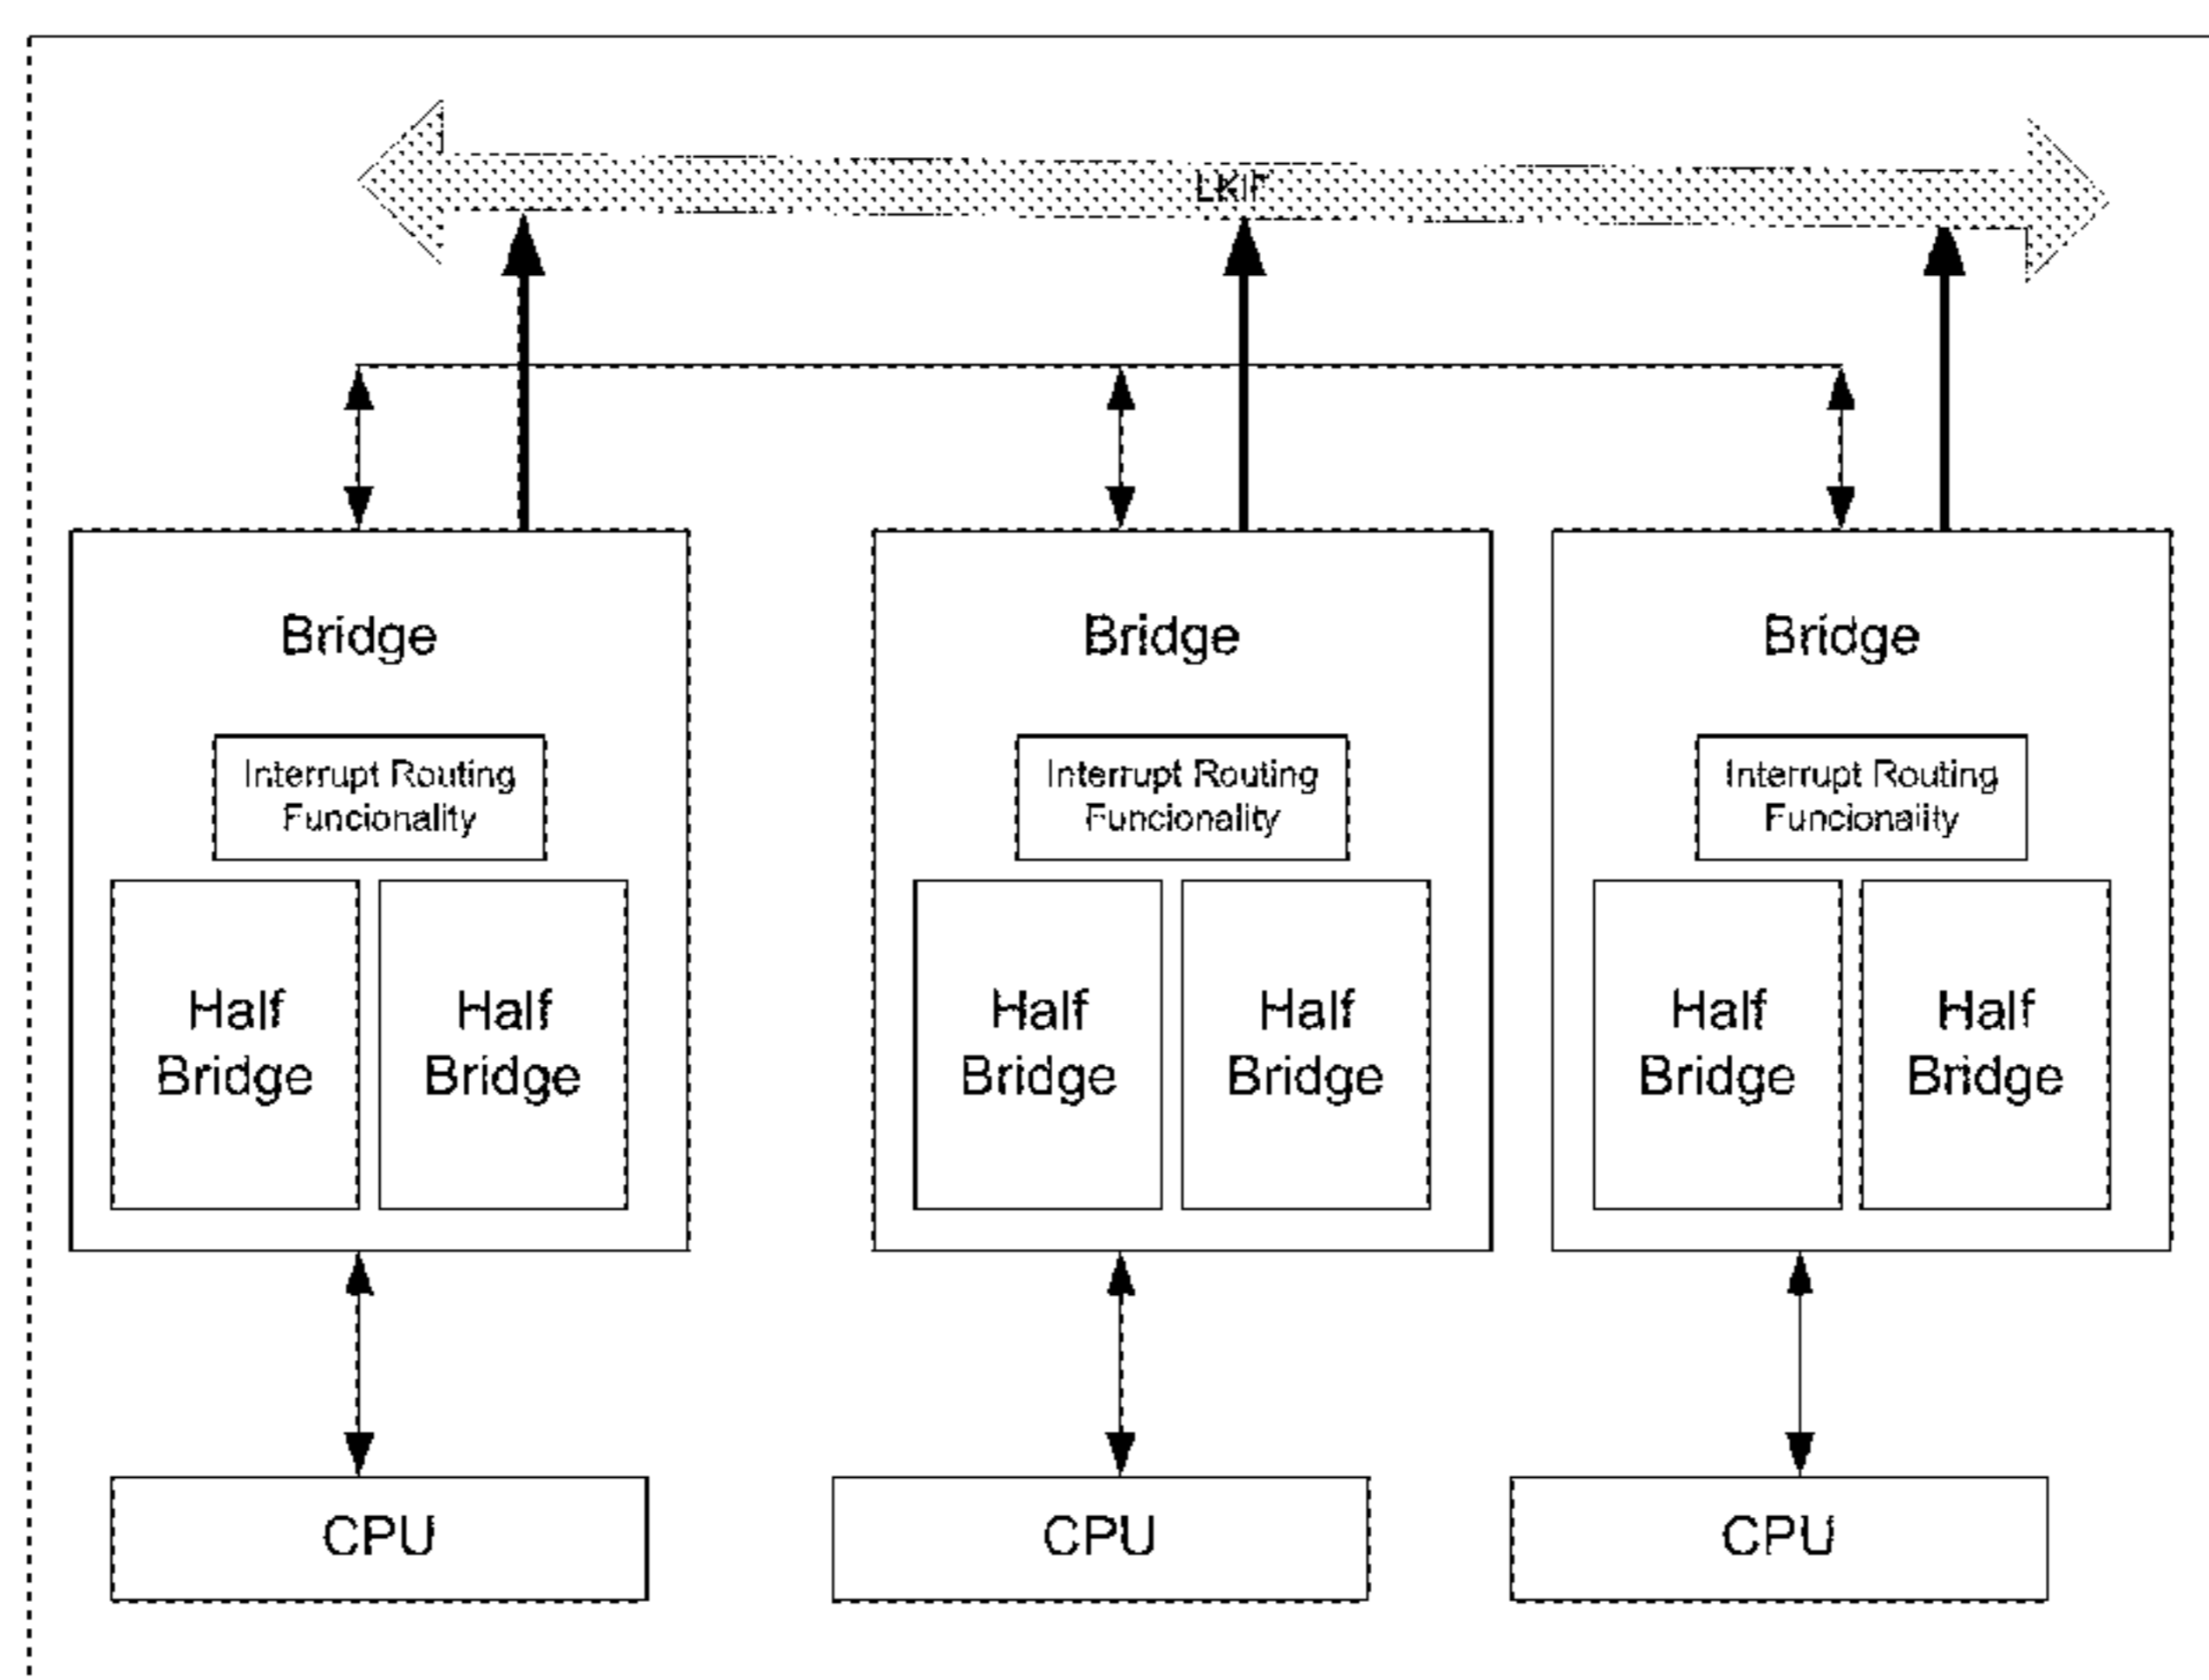 LKIF
Bridge
Bridge
Bridge
Interrupt Routing
Funcionality
Interrupt Routing
Funcionality
Interrupt Routing
Funcionality
Half
Bridge
Half
Bridge
Half
Bridge
Half
Bridge
Half
Bridge
Half
Bridge
CPU
CPU
CPU